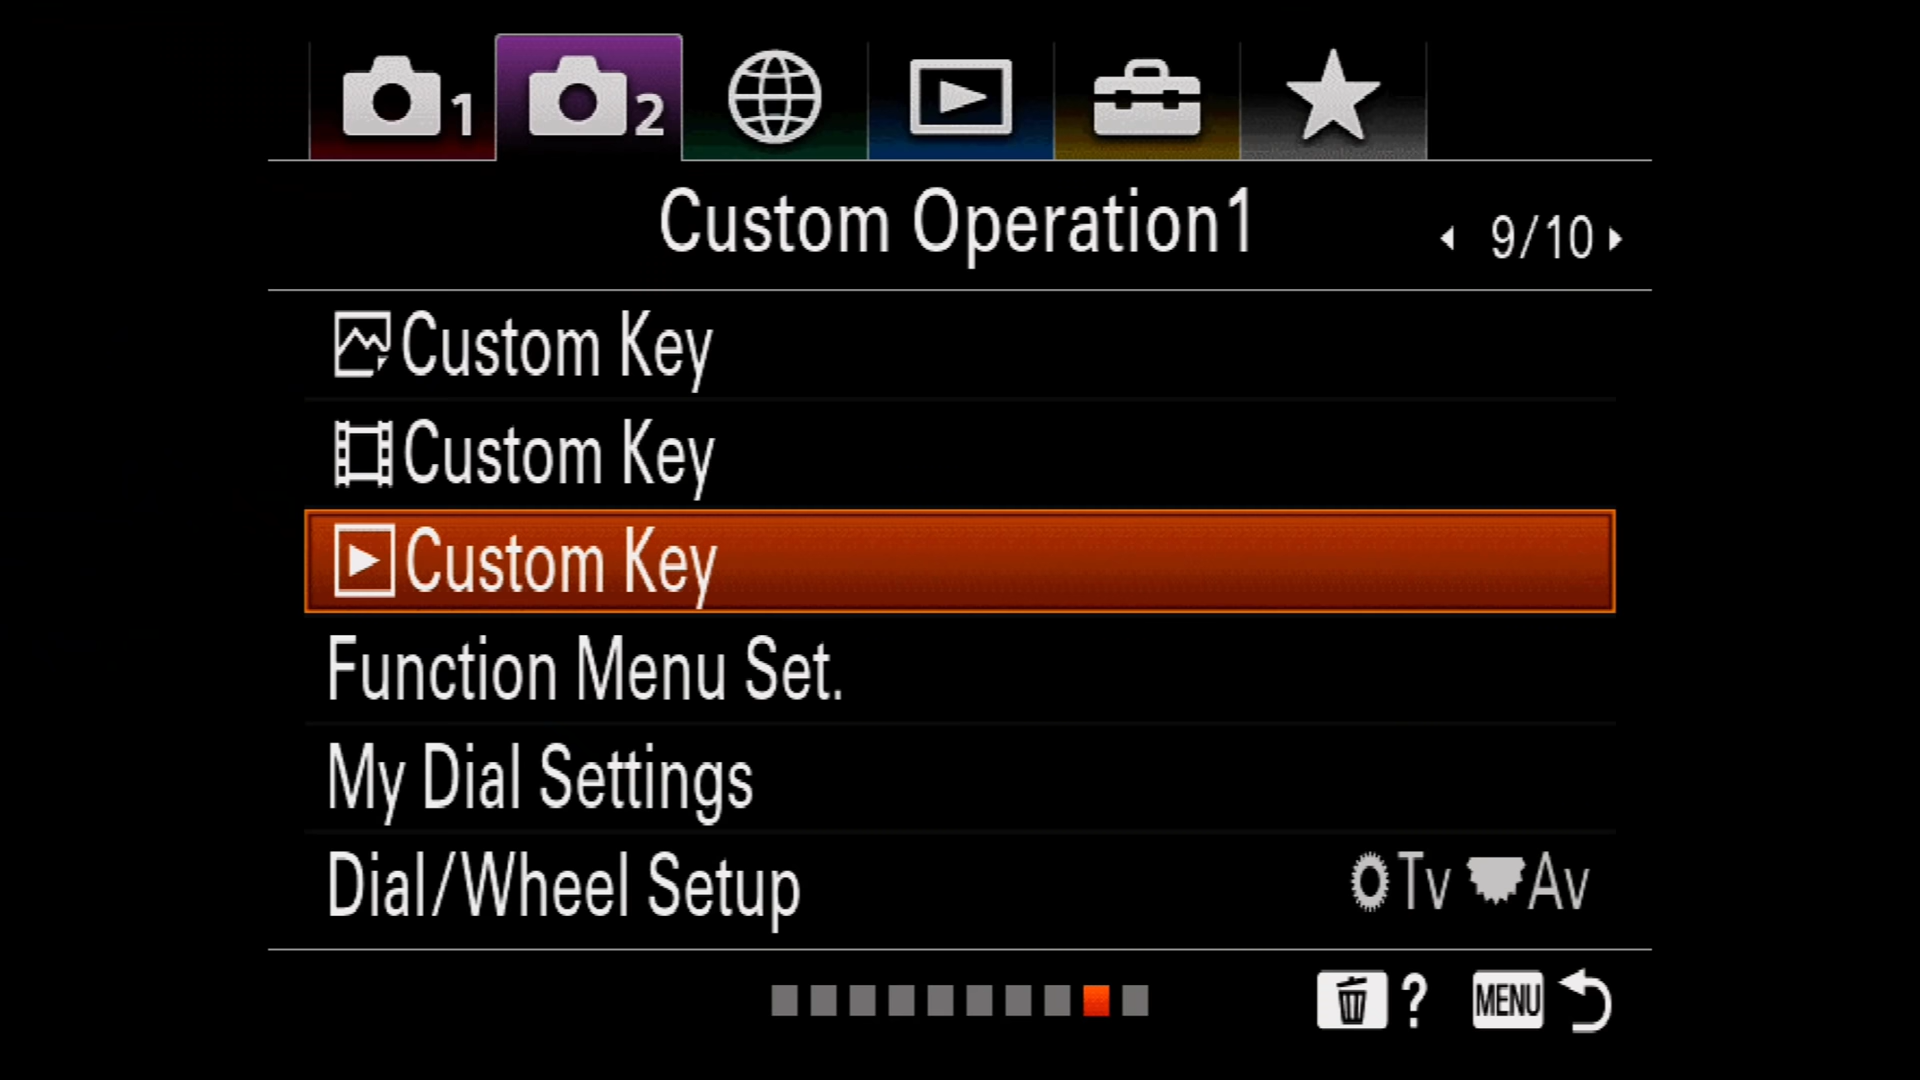 1 2
Custom Operation1 9/10
Custom Key
Custom Key
Custom Key
Function Menu Set.
My Dial Settings
Dial/Wheel Setup Tv Av
? MENU